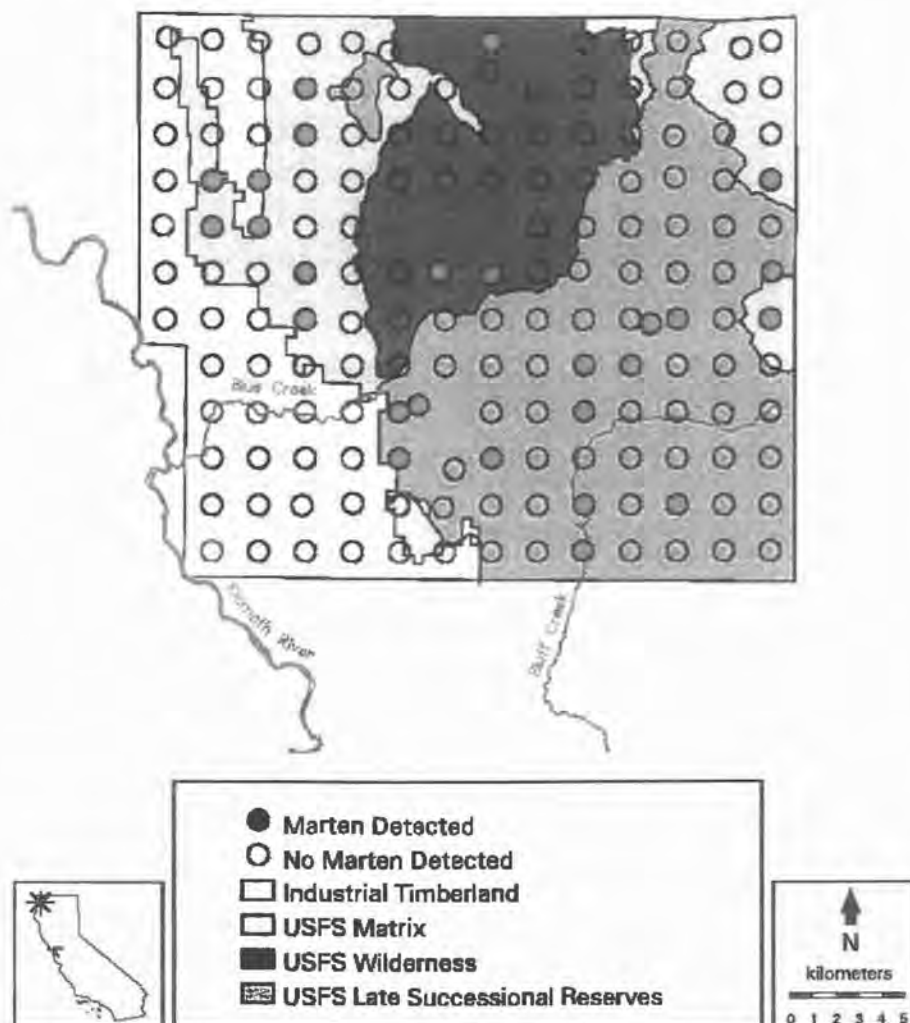 Blue Creek
Klamath River
Bluff Creek
Marten Detected
No Marten Detected
Industrial Timberland
USFS Matrix
USFS Wilderness
USFS Late Successional Reserves
N
kilometers
0 1 2 3 4 5